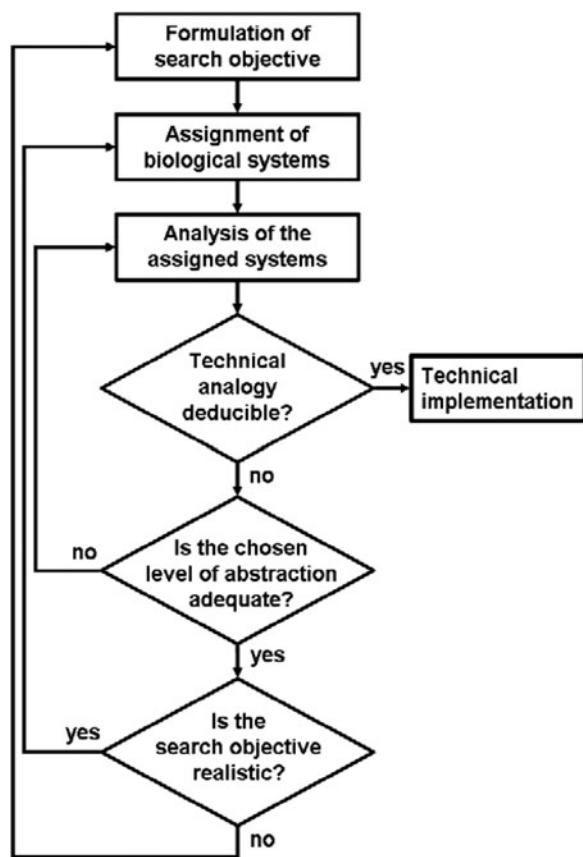 Formulation of
search objective
Assignment of
biological systems
Analysis of the
assigned systems
Technical
analogy
deducible?
yes
Technical
implementation
no
Is the chosen
level of abstraction
adequate?
no
yes
Is the
search objective
realistic?
yes
no